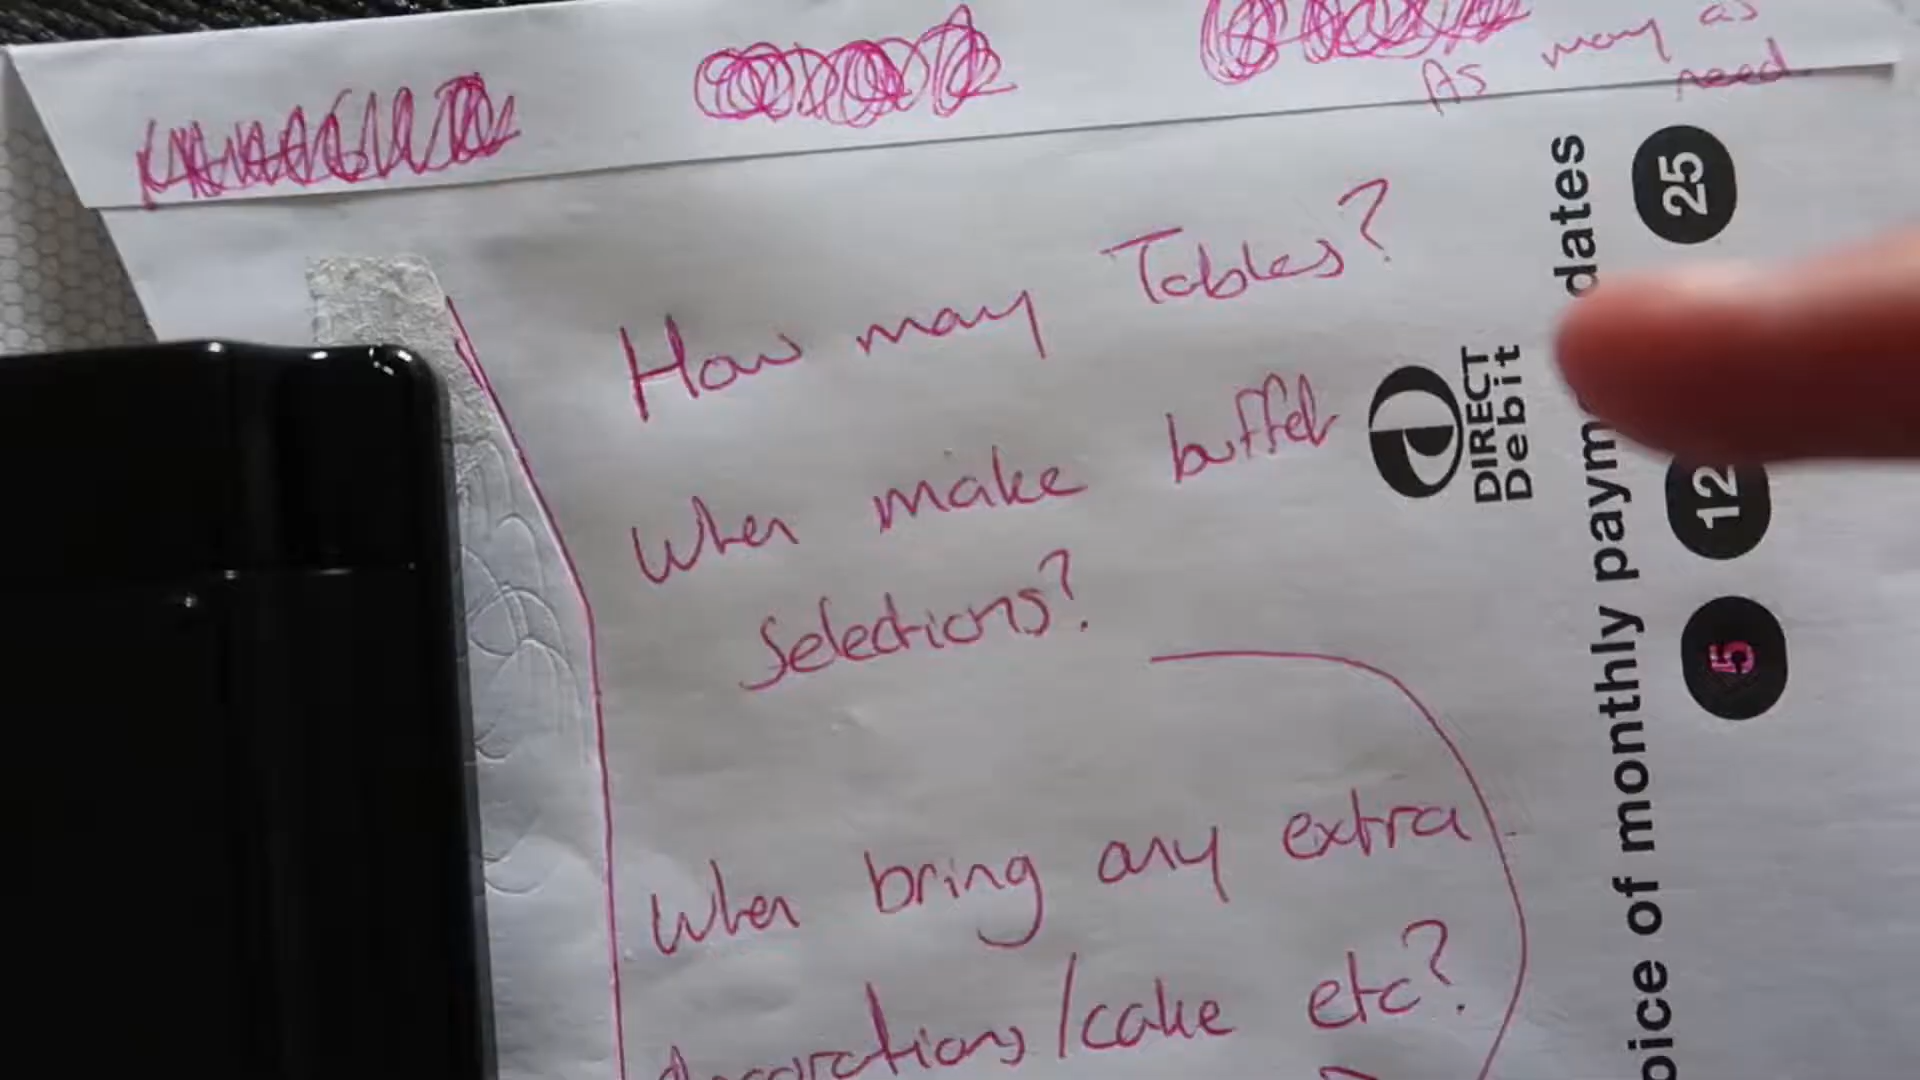 As many as
need
How many Tables?
When make buffet
Selections?
When bring any extra
decorations/cake etc?
DIRECT
Debit
oice of monthly payment dates
5 12 25